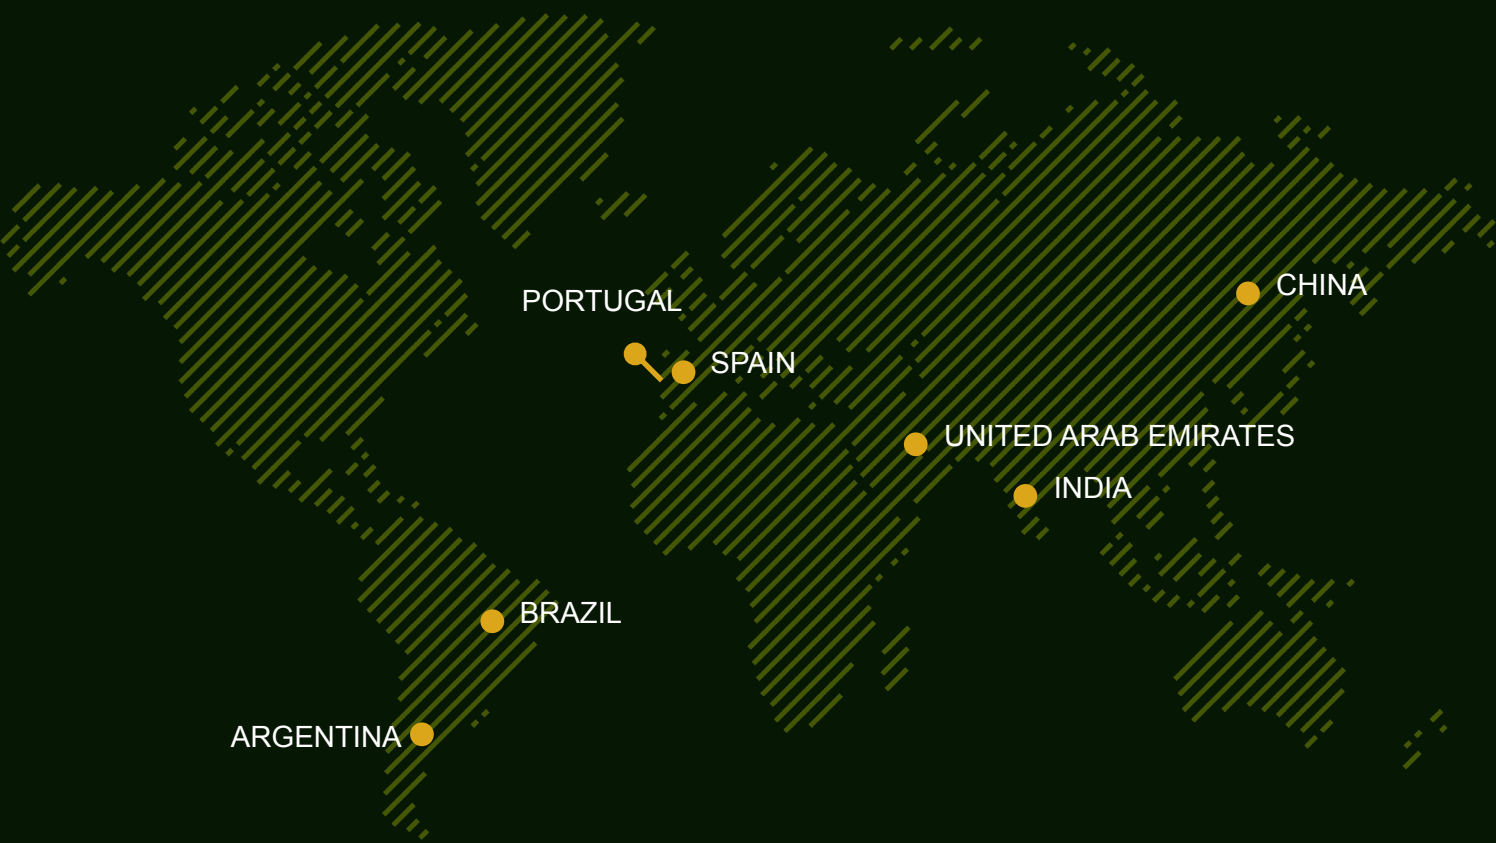 CHINA
PORTUGAL
SPAIN
UNITED ARAB EMIRATES
INDIA
BRAZIL
ARGENTINA